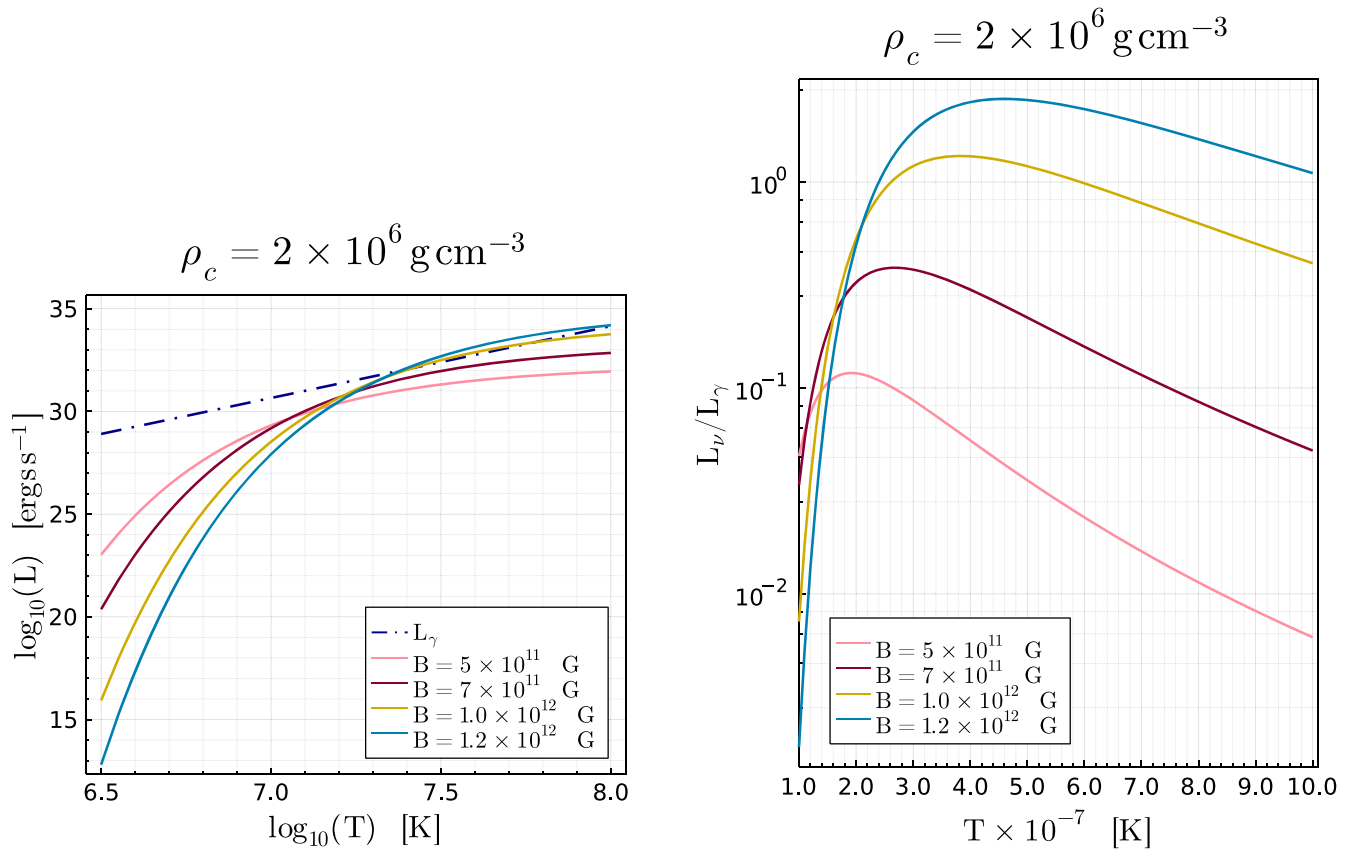 ρ_c = 2 × 10^6 g cm^−3
log_10(L) [ergs s^−1]
35
30
25
20
15
6.5
7.0
7.5
8.0
log_10(T) [K]
L_γ
B = 5 × 10^11 G
B = 7 × 10^11 G
B = 1.0 × 10^12 G
B = 1.2 × 10^12 G
ρ_c = 2 × 10^6 g cm^−3
L_ν/L_γ
10^0
10^−1
10^−2
1.0 2.0 3.0 4.0 5.0 6.0 7.0 8.0 9.0 10.0
T × 10^−7 [K]
B = 5 × 10^11 G
B = 7 × 10^11 G
B = 1.0 × 10^12 G
B = 1.2 × 10^12 G